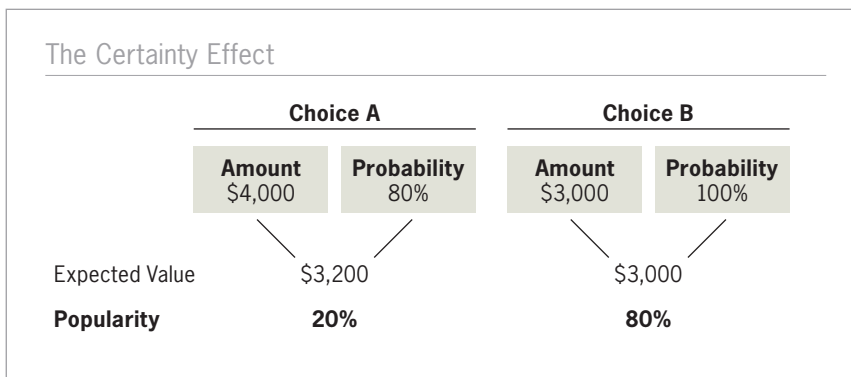 The Certainty Effect
Choice A Choice B
Amount Probability Amount Probability
$4,000 80% $3,000 100%
Expected Value $3,200 $3,000
Popularity 20% 80%